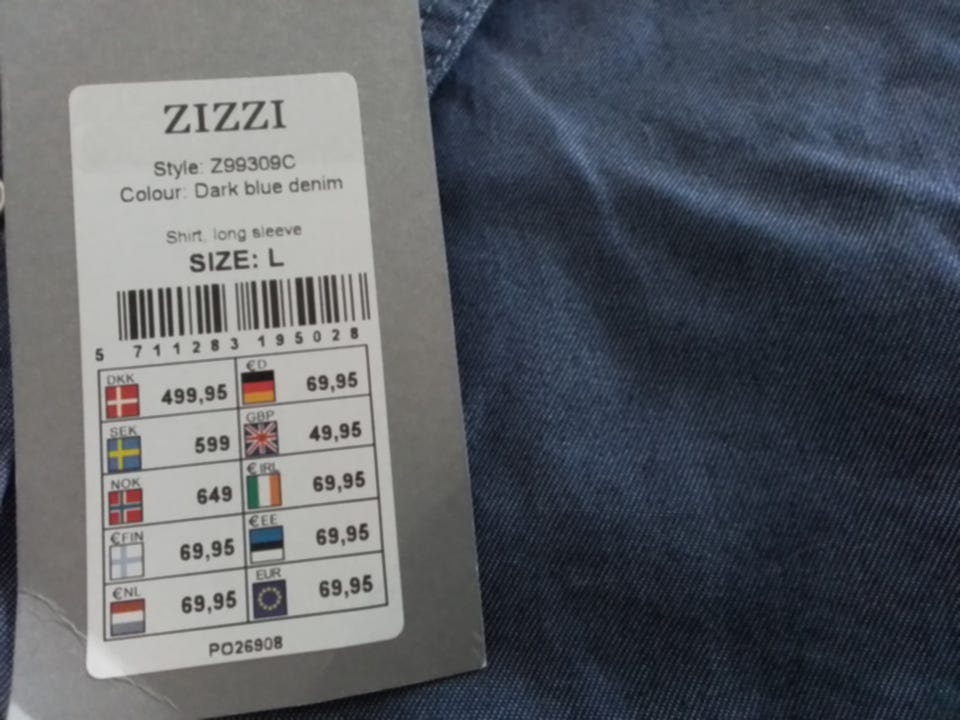 ZIZZI
Style: Z99309C
Colour: Dark blue denim
Shirt, long sleeve
SIZE: L
5 711283 195028
DKK 499,95 €D 69,95
SEK 599 GBP 49,95
NOK 649 €IRL 69,95
€FIN 69,95 €EE 69,95
€NL 69,95 EUR 69,95
PO26908